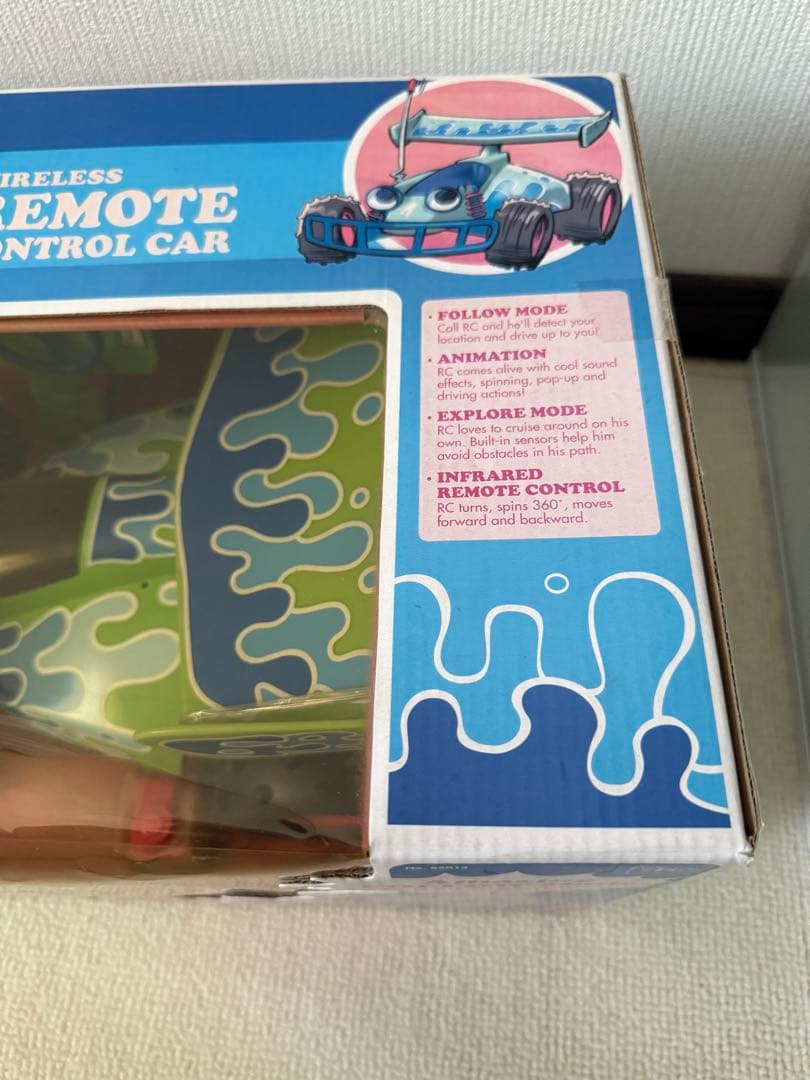 IRELESS
REMOTE
ONTROL CAR
· FOLLOW MODE
Call RC and he'll detect your
location and drive up to you!
· ANIMATION
RC comes alive with cool sound
effects, spinning, pop-up and
driving actions!
· EXPLORE MODE
RC loves to cruise around on his
own. Built-in sensors help him
avoid obstacles in his path.
· INFRARED
REMOTE CONTROL
RC turns, spins 360°, moves
forward and backward.